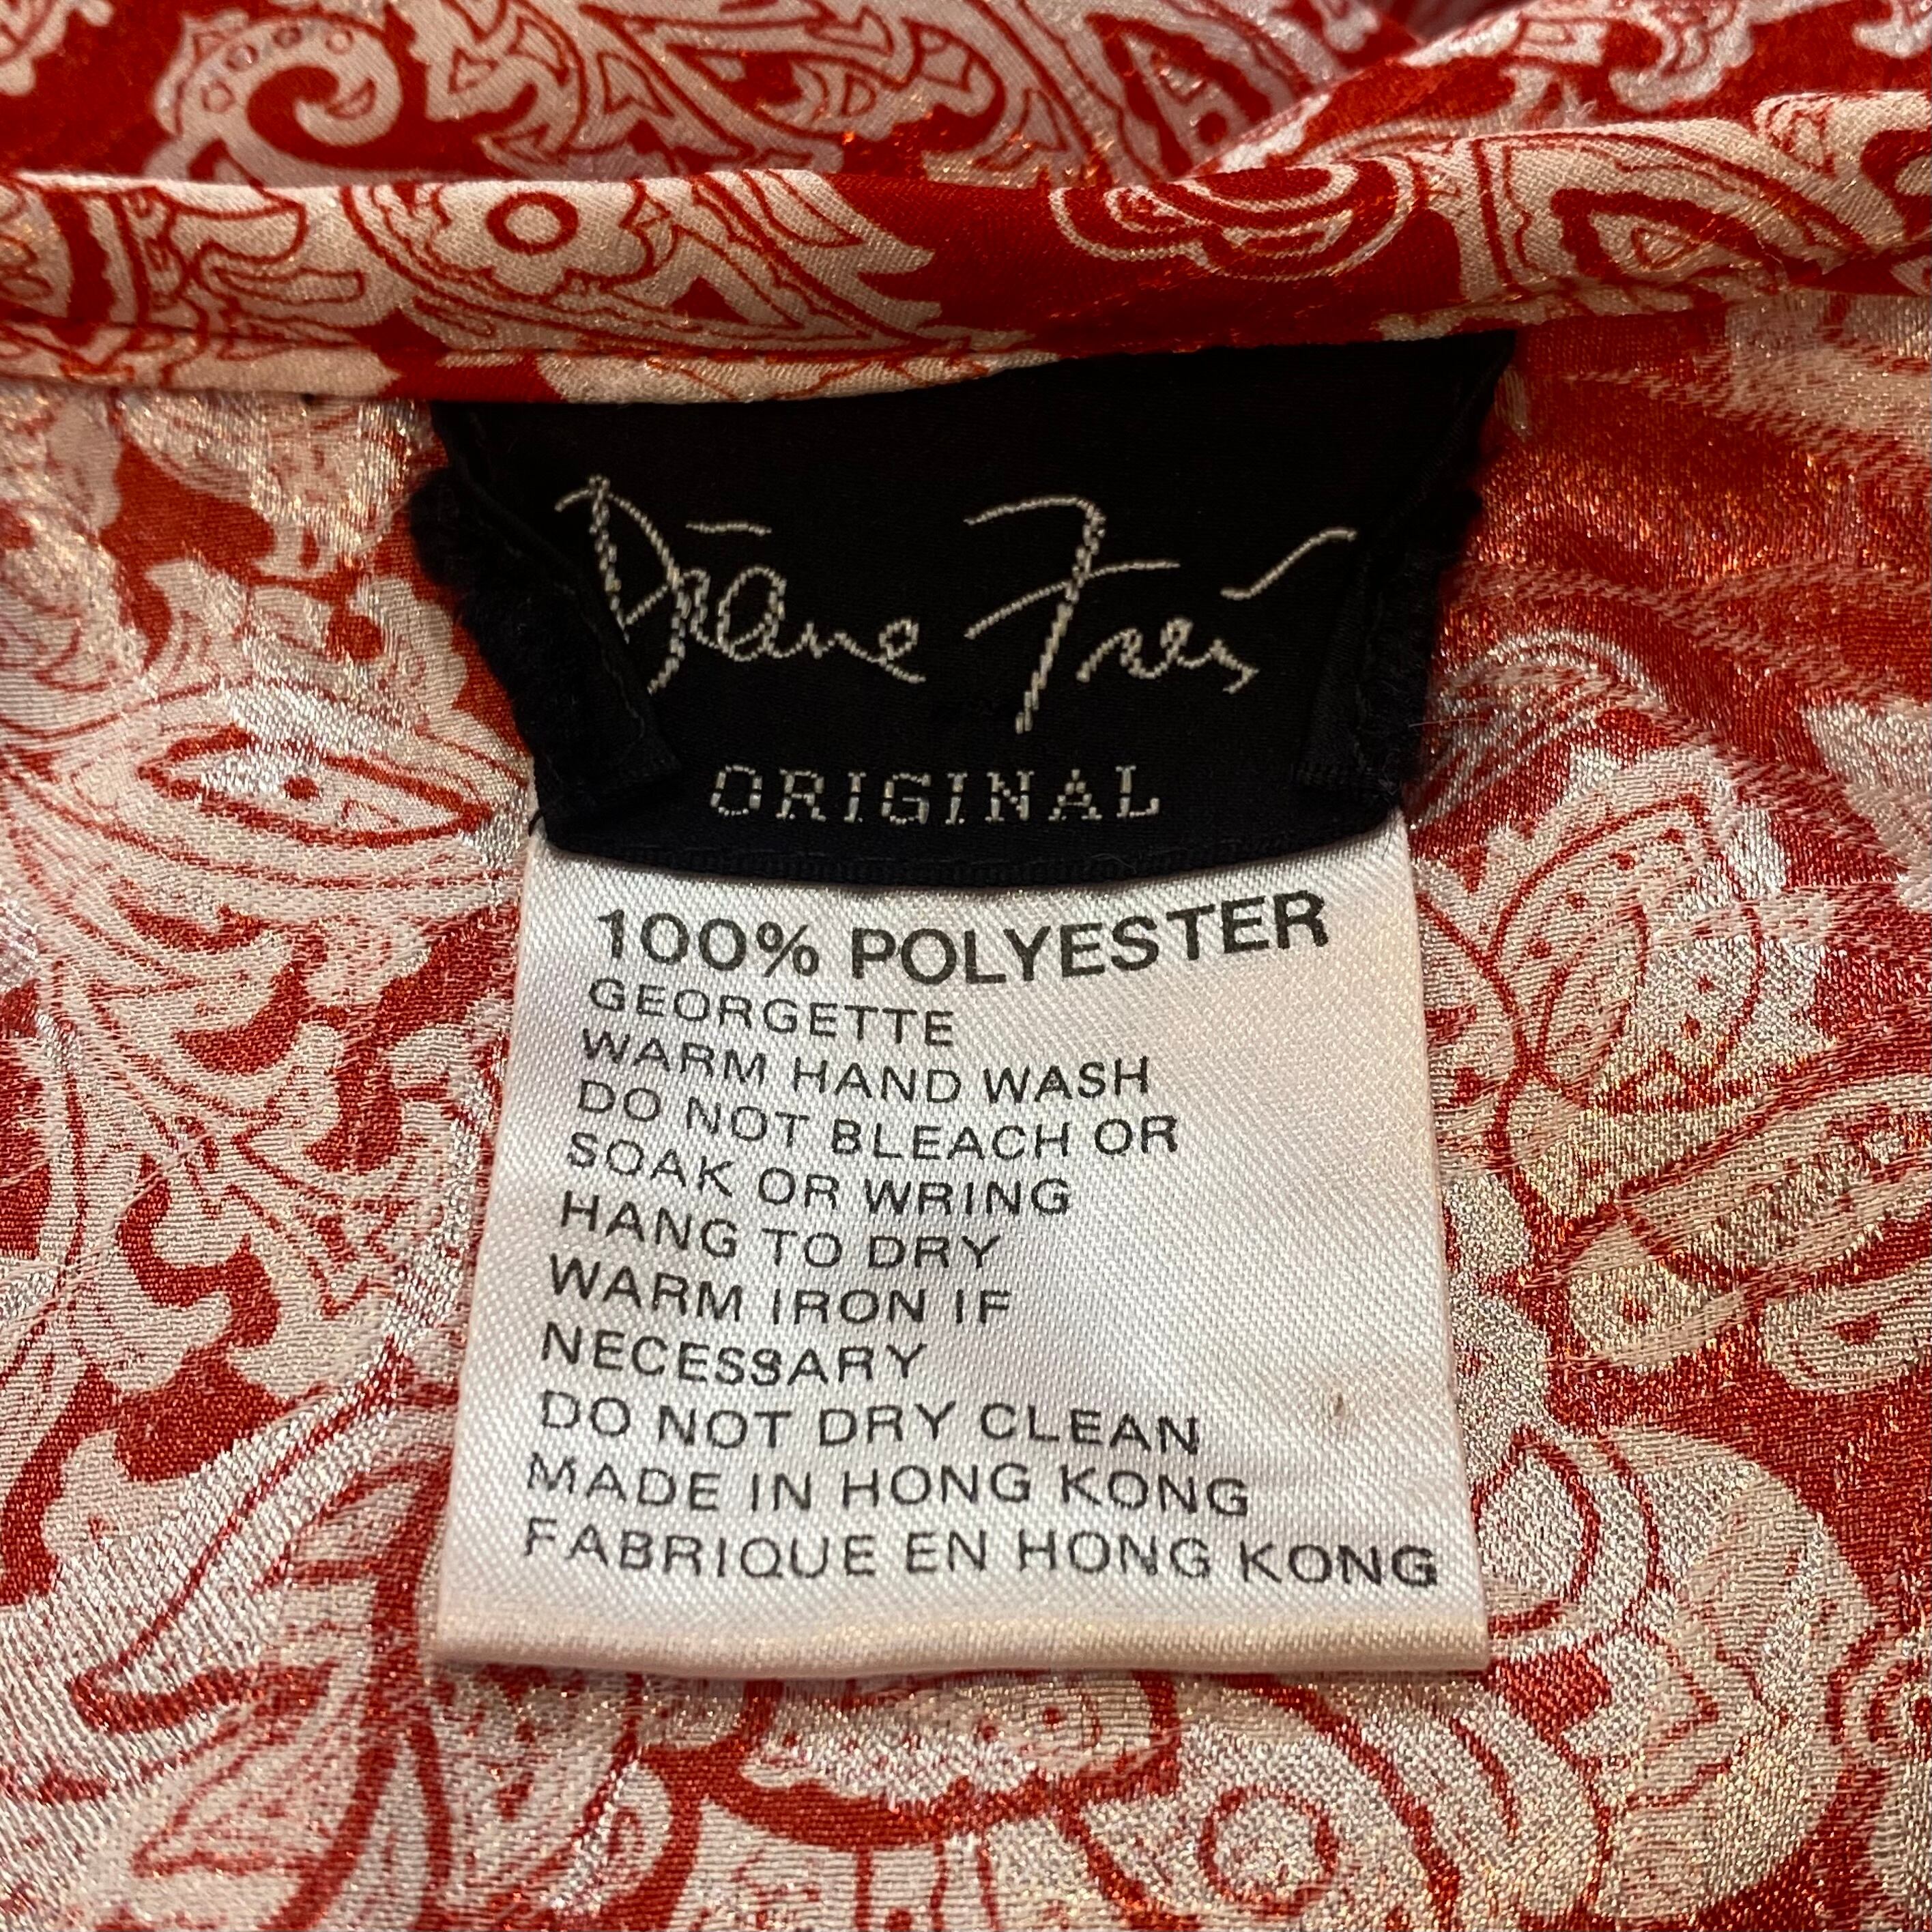 Diane Freis
ORIGINAL
100% POLYESTER
GEORGETTE
WARM HAND WASH
DO NOT BLEACH OR
SOAK OR WRING
HANG TO DRY
WARM IRON IF
NECESSARY
DO NOT DRY CLEAN
MADE IN HONG KONG
FABRIQUE EN HONG KONG